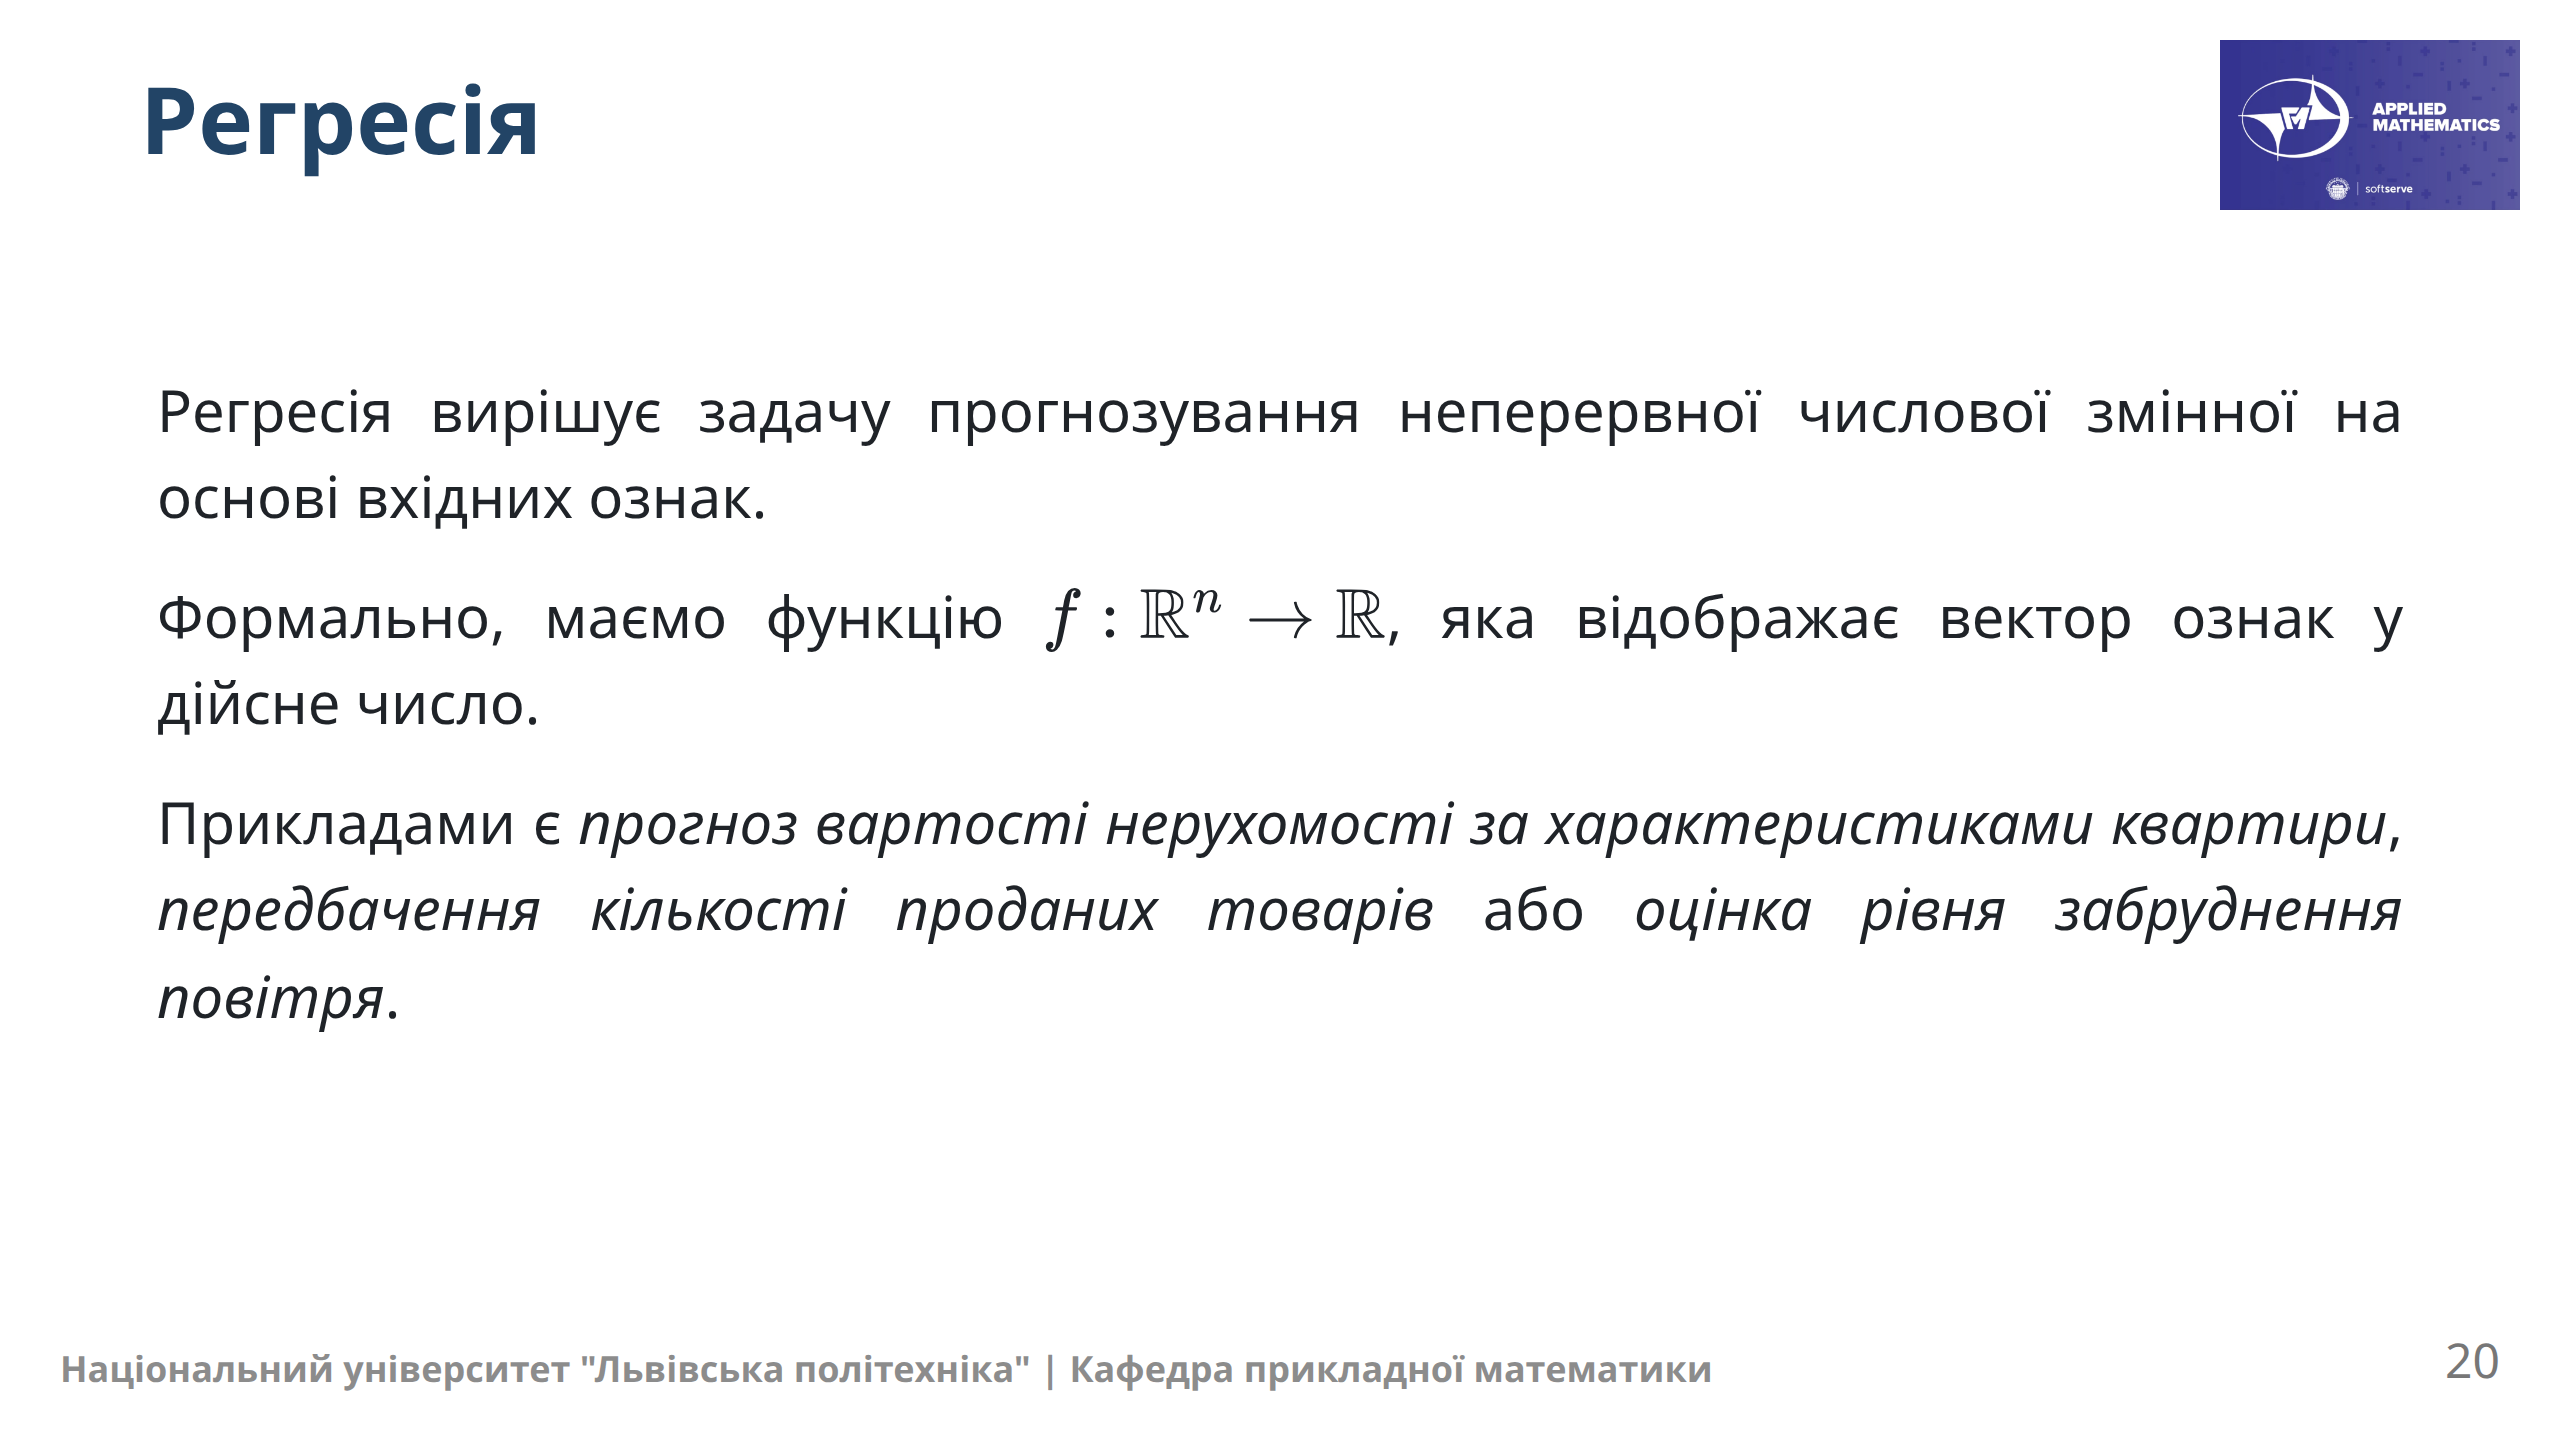 Регресія
APPLIED
MATHEMATICS
softserve
Регресія вирішує задачу прогнозування неперервної числової змінної на
основі вхідних ознак.
Формально, маємо функцію f : ℝⁿ → ℝ, яка відображає вектор ознак у
дійсне число.
Прикладами є прогноз вартості нерухомості за характеристиками квартири,
передбачення кількості проданих товарів або оцінка рівня забруднення
повітря.
Національний університет "Львівська політехніка" | Кафедра прикладної математики
20